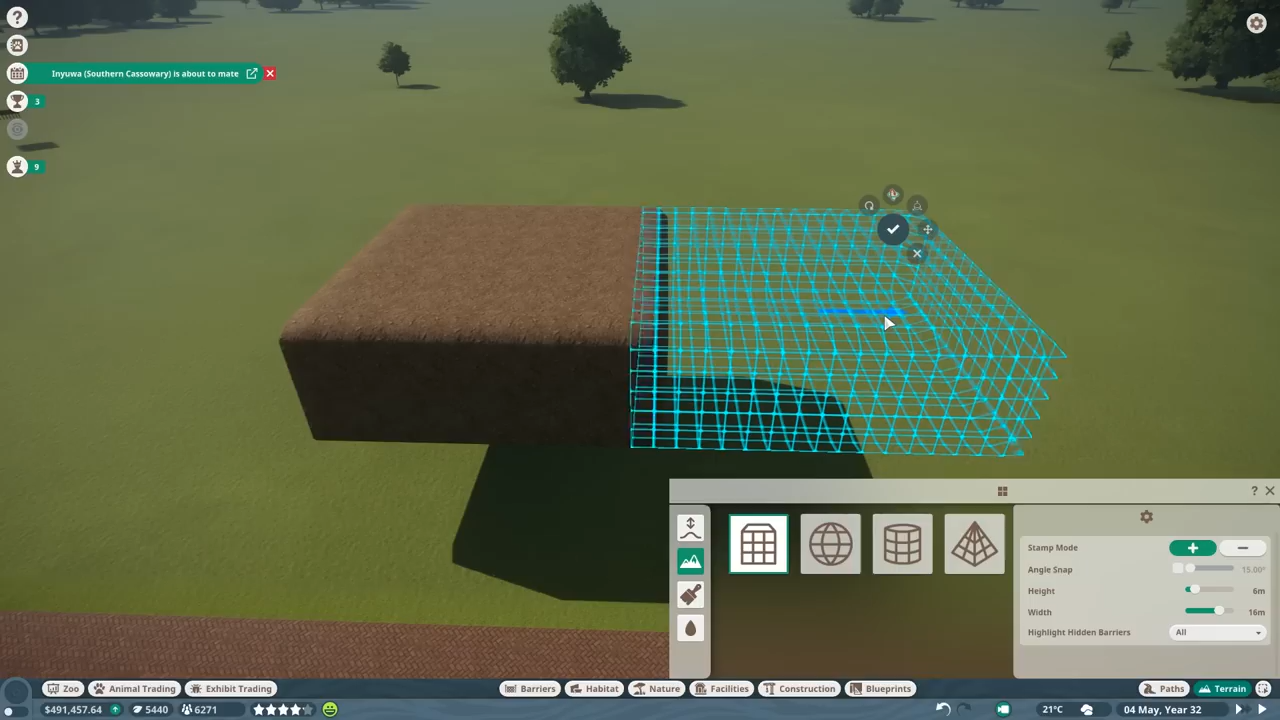 ?
Inyuwa (Southern Cassowary) is about to mate
3
9
?
Stamp Mode
Angle Snap 15.00°
Height 6m
Width 16m
Highlight Hidden Barriers All
Zoo Animal Trading Exhibit Trading Barriers Habitat Nature Facilities Construction Blueprints Paths Terrain
$491,457.64 5440 6271 21°C 04 May, Year 32